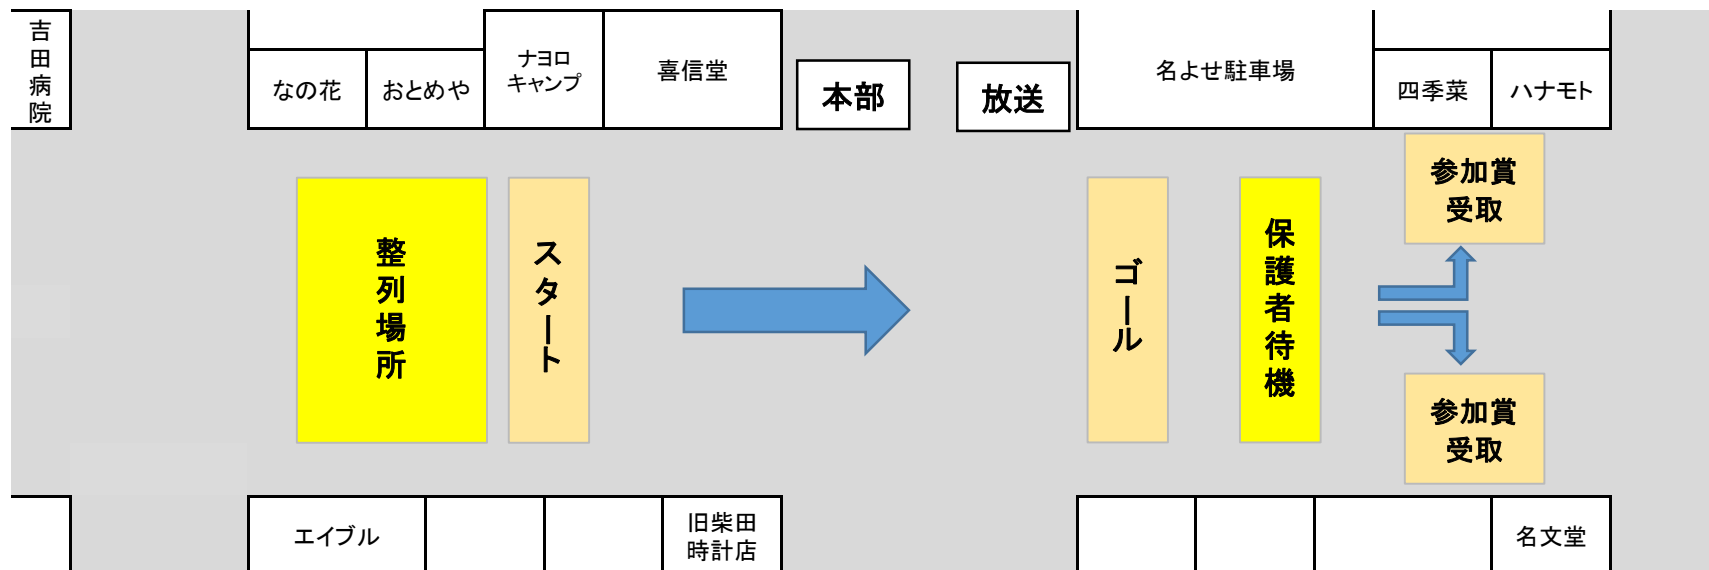 吉田病院
なの花
おとめや
ナヨロ
キャンプ
喜信堂
本部
放送
名よせ駐車場
四季菜
ハナモト
整列場所
スタート
ゴール
保護者待機
参加賞
受取
参加賞
受取
エイブル
旧柴田
時計店
名文堂